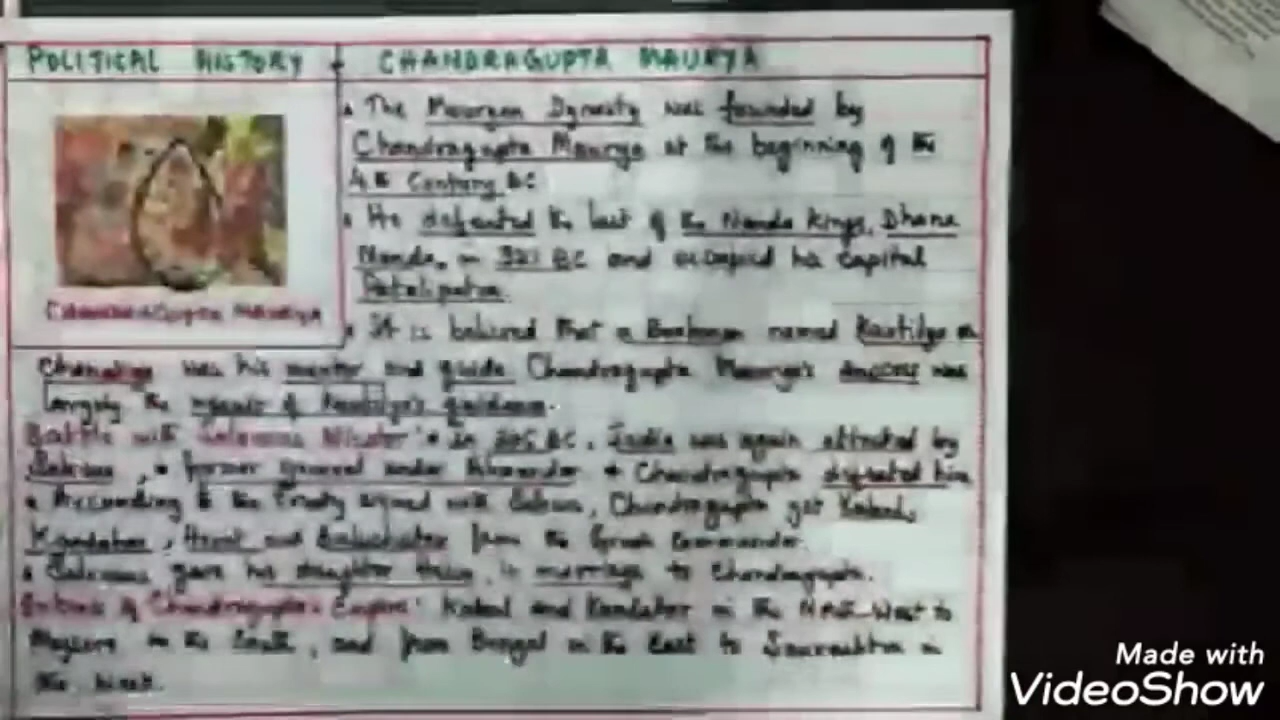 POLITICAL HISTORY - CHANDRAGUPTA MAURYA
• The Mauryan Dynasty was founded by
Chandragupta Maurya at the beginning of the
4th Century BC
• He defeated the last of the Nanda Kings, Dhana
Nanda, in 321 BC and occupied his capital
Pataliputra.
CHANDRAGUPTA MAURYA
• It is believed that a Brahman named Kautilya or
Chanakya was his mentor and guide Chandragupta Maurya's success was
largely the result of Kautilya's guidance.
Battle with Seleucus Nicator: • In 305 BC, India was again attacked by
Seleucus, a former general under Alexander & Chandragupta defeated him
• According to the Treaty signed with Chandragupta got Kabul,
Kandahar, Herat and Baluchistan from the Greek Commander.
• Seleucus gave his daughter Helen, in marriage to Chandragupta.
Extent of Chandragupta's Empire: Kabul and Kandahar in the North-West to
Mysore in the South, and from Bengal in the East to Saurashtra in
the West.
Made with
VideoShow